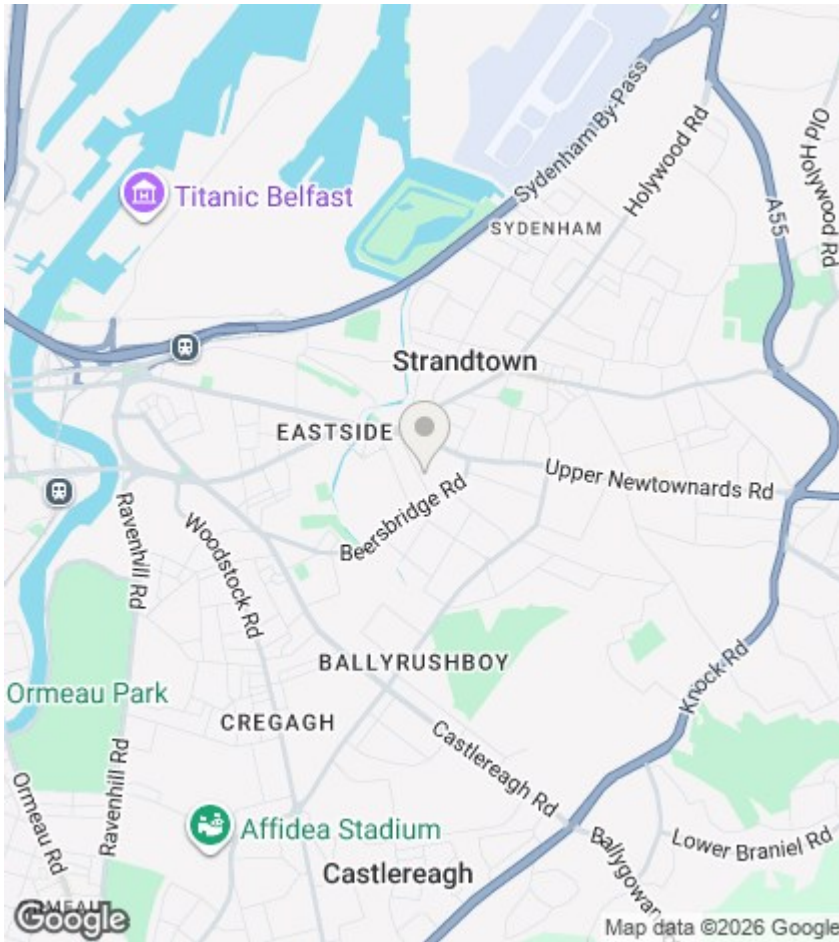 Titanic Belfast
Sydenham By-Pass
Holywood Rd
Old Holywood Rd
A55
SYDENHAM
Strandtown
EASTSIDE
Upper Newtownards Rd
Beersbridge Rd
Ravenhill Rd
Woodstock Rd
BALLYRUSHBOY
Knock Rd
Ormeau Park
CREGAGH
Castlereagh Rd
Ravenhill Rd
Ormeau Rd
Affidea Stadium
Lower Braniel Rd
Castlereagh
Ballygowan
ORMEAU
Google
Map data ©2026 Google